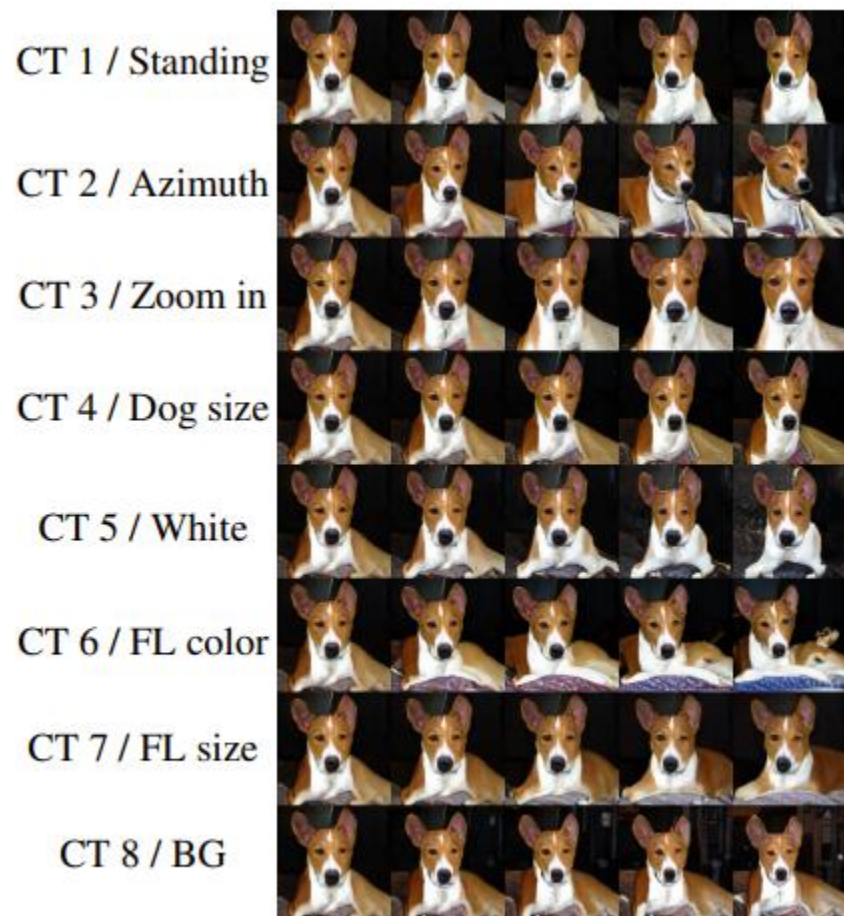 CT 1 / Standing
CT 2 / Azimuth
CT 3 / Zoom in
CT 4 / Dog size
CT 5 / White
CT 6 / FL color
CT 7 / FL size
CT 8 / BG